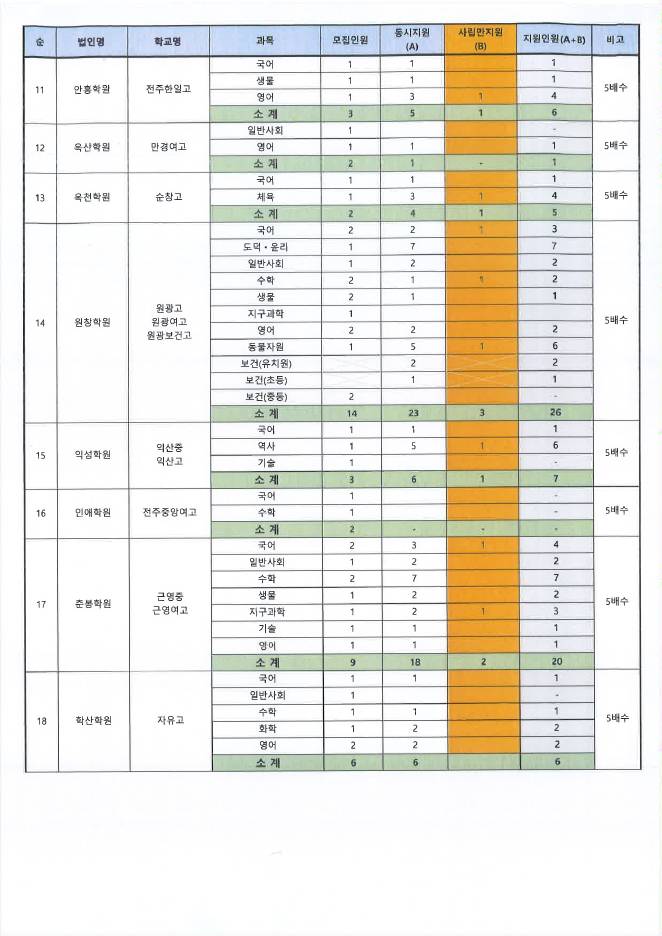 순 법인명 학교명 과목 모집인원 동시지원(A) 사립만지원(B) 지원인원(A+B) 비고
11 안홍학원 전주한일고 5배수
국어 1 1 1
생물 1 1 1
영어 1 3 1 4
소 계 3 5 1 6
12 옥산학원 만경여고 5배수
일반사회 1 -
영어 1 1 1
소 계 2 1 - 1
13 옥천학원 순창고 5배수
국어 1 1 1
체육 1 3 1 4
소 계 2 4 1 5
14 원창학원 원광고 원광여고 원광보건고 5배수
국어 2 2 1 3
도덕·윤리 1 7 7
일반사회 1 2 2
수학 2 1 1 2
생물 2 1 1
지구과학 1
영어 2 2 2
동물자원 1 5 1 6
보건(유치원) 2 2
보건(초등) 1 1
보건(중등) 2 -
소 계 14 23 3 26
15 익성학원 익산중 익산고 5배수
국어 1 1 1
역사 1 5 1 6
기술 1 -
소 계 3 6 1 7
16 인애학원 전주중앙여고 5배수
국어 1 -
수학 1 -
소 계 2 - - -
17 춘봉학원 근영중 근영여고 5배수
국어 2 3 1 4
일반사회 1 2 2
수학 2 7 7
생물 1 2 2
지구과학 1 2 1 3
기술 1 1 1
영어 1 1 1
소 계 9 18 2 20
18 학산학원 자유고 5배수
국어 1 1 1
일반사회 1 -
수학 1 1 1
화학 1 2 2
영어 2 2 2
소 계 6 6 6